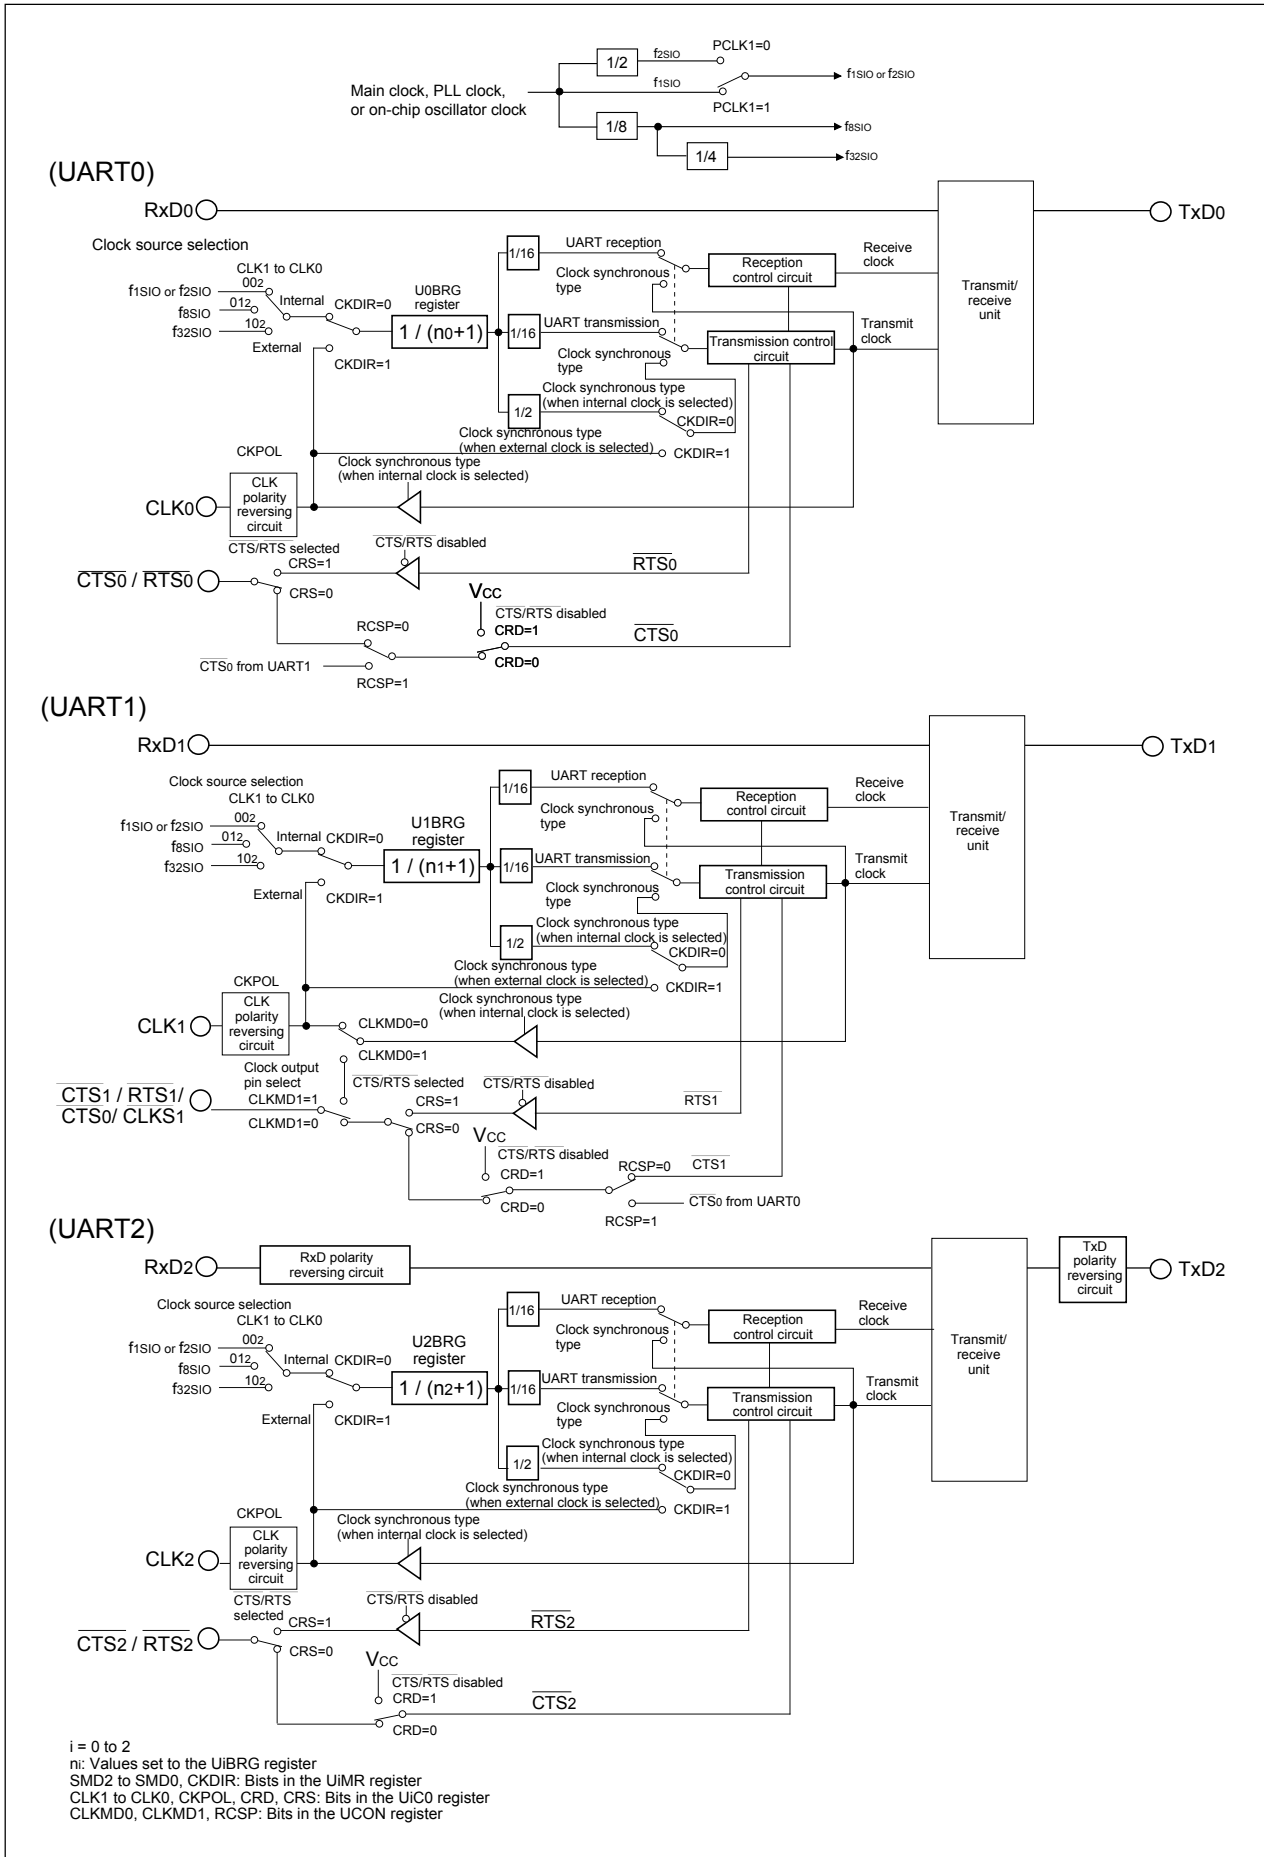 Main clock, PLL clock,
or on-chip oscillator clock
1/2
f2SIO
PCLK1=0
f1SIO
PCLK1=1
f1SIO or f2SIO
1/8
f8SIO
1/4
f32SIO
(UART0)
RxD0
TxD0
Clock source selection
CLK1 to CLK0
f1SIO or f2SIO
002
f8SIO
012
f32SIO
102
Internal
CKDIR=0
External
CKDIR=1
U0BRG
register
1 / (n0+1)
1/16
UART reception
Clock synchronous
type
1/16
UART transmission
Clock synchronous
type
1/2
Clock synchronous type
(when internal clock is selected)
CKDIR=0
Clock synchronous type
(when external clock is selected)
CKDIR=1
Reception
control circuit
Receive
clock
Transmission control
circuit
Transmit
clock
Transmit/
receive
unit
CKPOL
CLK0
CLK
polarity
reversing
circuit
Clock synchronous type
(when internal clock is selected)
CTS/RTS selected
CTS/RTS disabled
CTS0 / RTS0
CRS=1
CRS=0
RTS0
VCC
CTS/RTS disabled
RCSP=0
CRD=1
CTS0
CRD=0
CTS0 from UART1
RCSP=1
(UART1)
RxD1
TxD1
Clock source selection
CLK1 to CLK0
f1SIO or f2SIO
002
f8SIO
012
f32SIO
102
Internal
CKDIR=0
External
CKDIR=1
U1BRG
register
1 / (n1+1)
1/16
UART reception
Clock synchronous
type
1/16
UART transmission
Clock synchronous
type
1/2
Clock synchronous type
(when internal clock is selected)
CKDIR=0
Clock synchronous type
(when external clock is selected)
CKDIR=1
Reception
control circuit
Receive
clock
Transmission
control circuit
Transmit
clock
Transmit/
receive
unit
CKPOL
CLK1
CLK
polarity
reversing
circuit
Clock synchronous type
(when internal clock is selected)
CLKMD0=0
CLKMD0=1
Clock output
pin select
CTS/RTS selected
CTS/RTS disabled
CTS1 / RTS1/
CTS0/ CLKS1
CLKMD1=1
CLKMD1=0
CRS=1
CRS=0
RTS1
VCC
CTS/RTS disabled
CRD=1
CRD=0
RCSP=0
CTS1
CTS0 from UART0
RCSP=1
(UART2)
RxD2
RxD polarity
reversing circuit
TxD
polarity
reversing
circuit
TxD2
Clock source selection
CLK1 to CLK0
f1SIO or f2SIO
002
f8SIO
012
f32SIO
102
Internal
CKDIR=0
External
CKDIR=1
U2BRG
register
1 / (n2+1)
1/16
UART reception
Clock synchronous
type
1/16
UART transmission
Clock synchronous
type
1/2
Clock synchronous type
(when internal clock is selected)
CKDIR=0
Clock synchronous type
(when external clock is selected)
CKDIR=1
Reception
control circuit
Receive
clock
Transmission
control circuit
Transmit
clock
Transmit/
receive
unit
CKPOL
CLK2
CLK
polarity
reversing
circuit
Clock synchronous type
(when internal clock is selected)
CTS/RTS
selected
CTS/RTS disabled
CTS2 / RTS2
CRS=1
CRS=0
RTS2
VCC
CTS/RTS disabled
CRD=1
CTS2
CRD=0
i = 0 to 2
ni: Values set to the UiBRG register
SMD2 to SMD0, CKDIR: Bists in the UiMR register
CLK1 to CLK0, CKPOL, CRD, CRS: Bits in the UiC0 register
CLKMD0, CLKMD1, RCSP: Bits in the UCON register